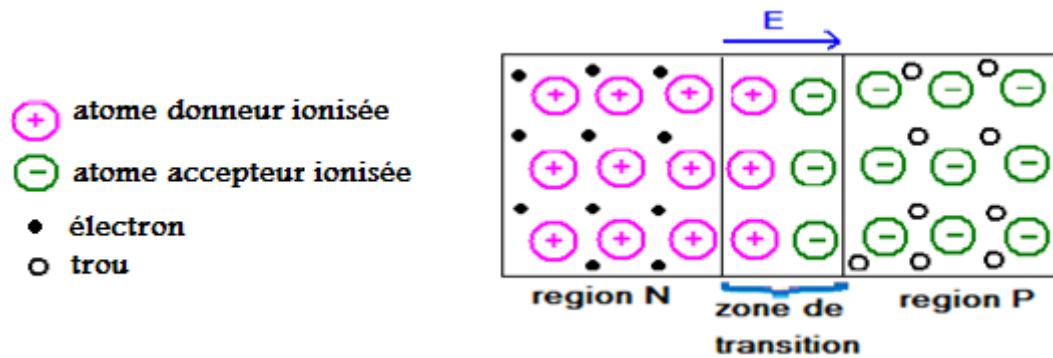 E
atome donneur ionisée
atome accepteur ionisée
électron
trou
region N
zone de
transition
region P